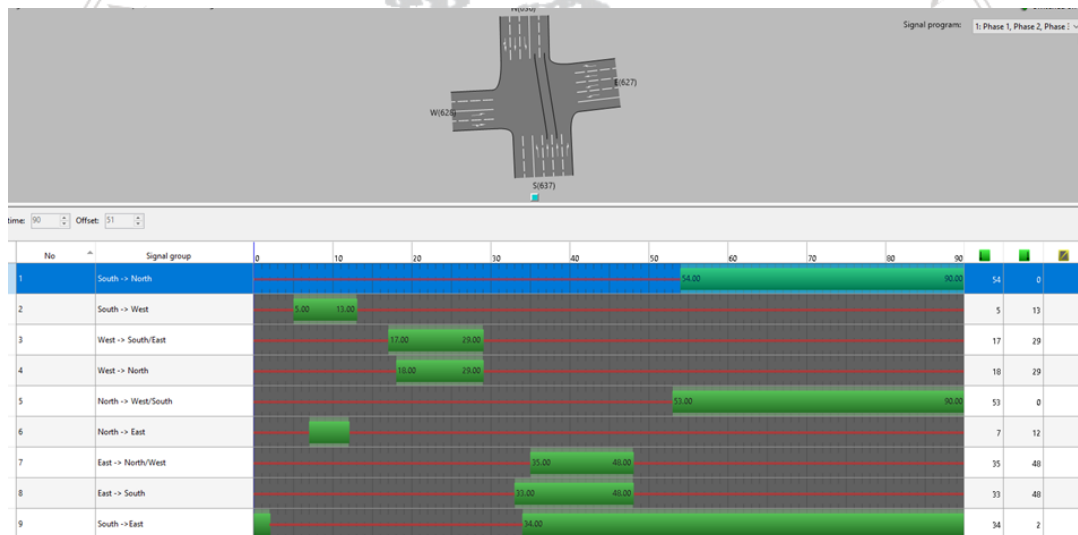 Signal program: 1: Phase 1, Phase 2, Phase
E(627)
W(628)
S(637)
time: 90 Offset: 51
No Signal group 0 10 20 30 40 50 60 70 80 90
1 South -> North 54.00 90.00 54 0
2 South -> West 5.00 13.00 5 13
3 West -> South/East 17.00 29.00 17 29
4 West -> North 18.00 29.00 18 29
5 North -> West/South 53.00 90.00 53 0
6 North -> East 7 12
7 East -> North/West 35.00 48.00 35 48
8 East -> South 33.00 48.00 33 48
9 South ->East 34.00 34 2